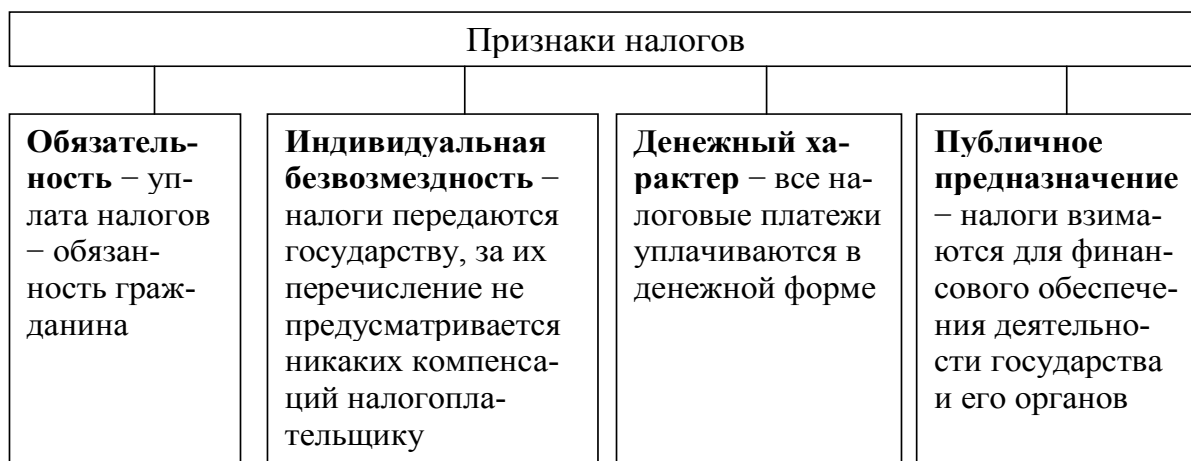 Признаки налогов
Обязатель-
ность − уп-
лата налогов
− обязан-
ность граж-
данина
Индивидуальная
безвозмездность −
налоги передаются
государству, за их
перечисление не
предусматривается
никаких компенса-
ций налогопла-
тельщику
Денежный ха-
рактер − все на-
логовые платежи
уплачиваются в
денежной форме
Публичное
предназначение
− налоги взима-
ются для финан-
сового обеспече-
ния деятельно-
сти государства
и его органов